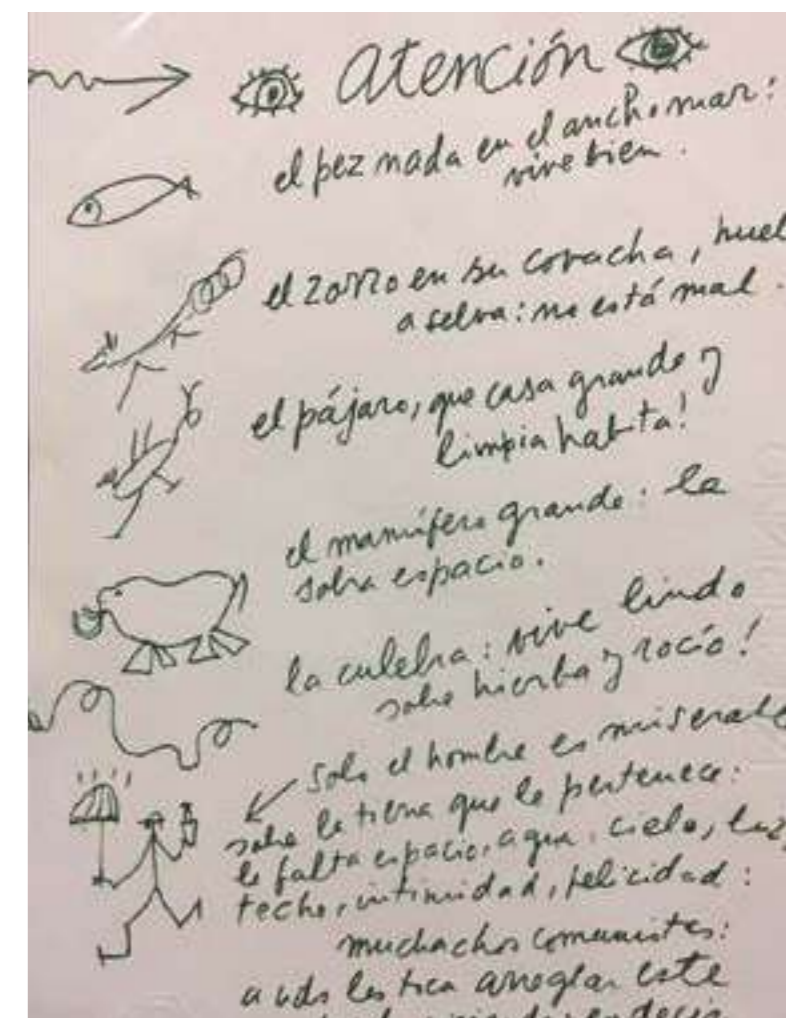 atención
el pez nada en el ancho mar:
vive bien.
el zorro en su covacha, huel
a selva: no está mal.
el pájaro, que casa grande y
limpia habita!
el mamífero grande: le
sobra espacio.
la culebra: vive lindo
sobre hierba y rocío!
solo el hombre es miserable
sobre la tierra que le pertenece:
le falta espacio, agua, cielo, luz,
techo, intimidad, felicidad:
muchachos comunistas:
a uds les toca arreglar este